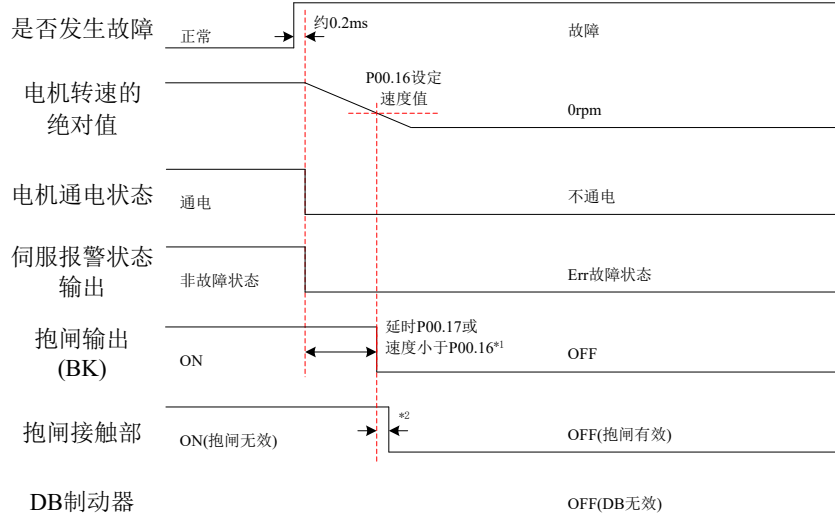 约0.2ms
是否发生故障
正常
故障
P00.16设定
速度值
电机转速的
绝对值
0rpm
电机通电状态
通电
不通电
伺服报警状态
输出
非故障状态
Err故障状态
抱闸输出
(BK)
ON
延时P00.17或
速度小于P00.16*1
OFF
抱闸接触部
ON(抱闸无效)
*2
OFF(抱闸有效)
DB制动器
OFF(DB无效)